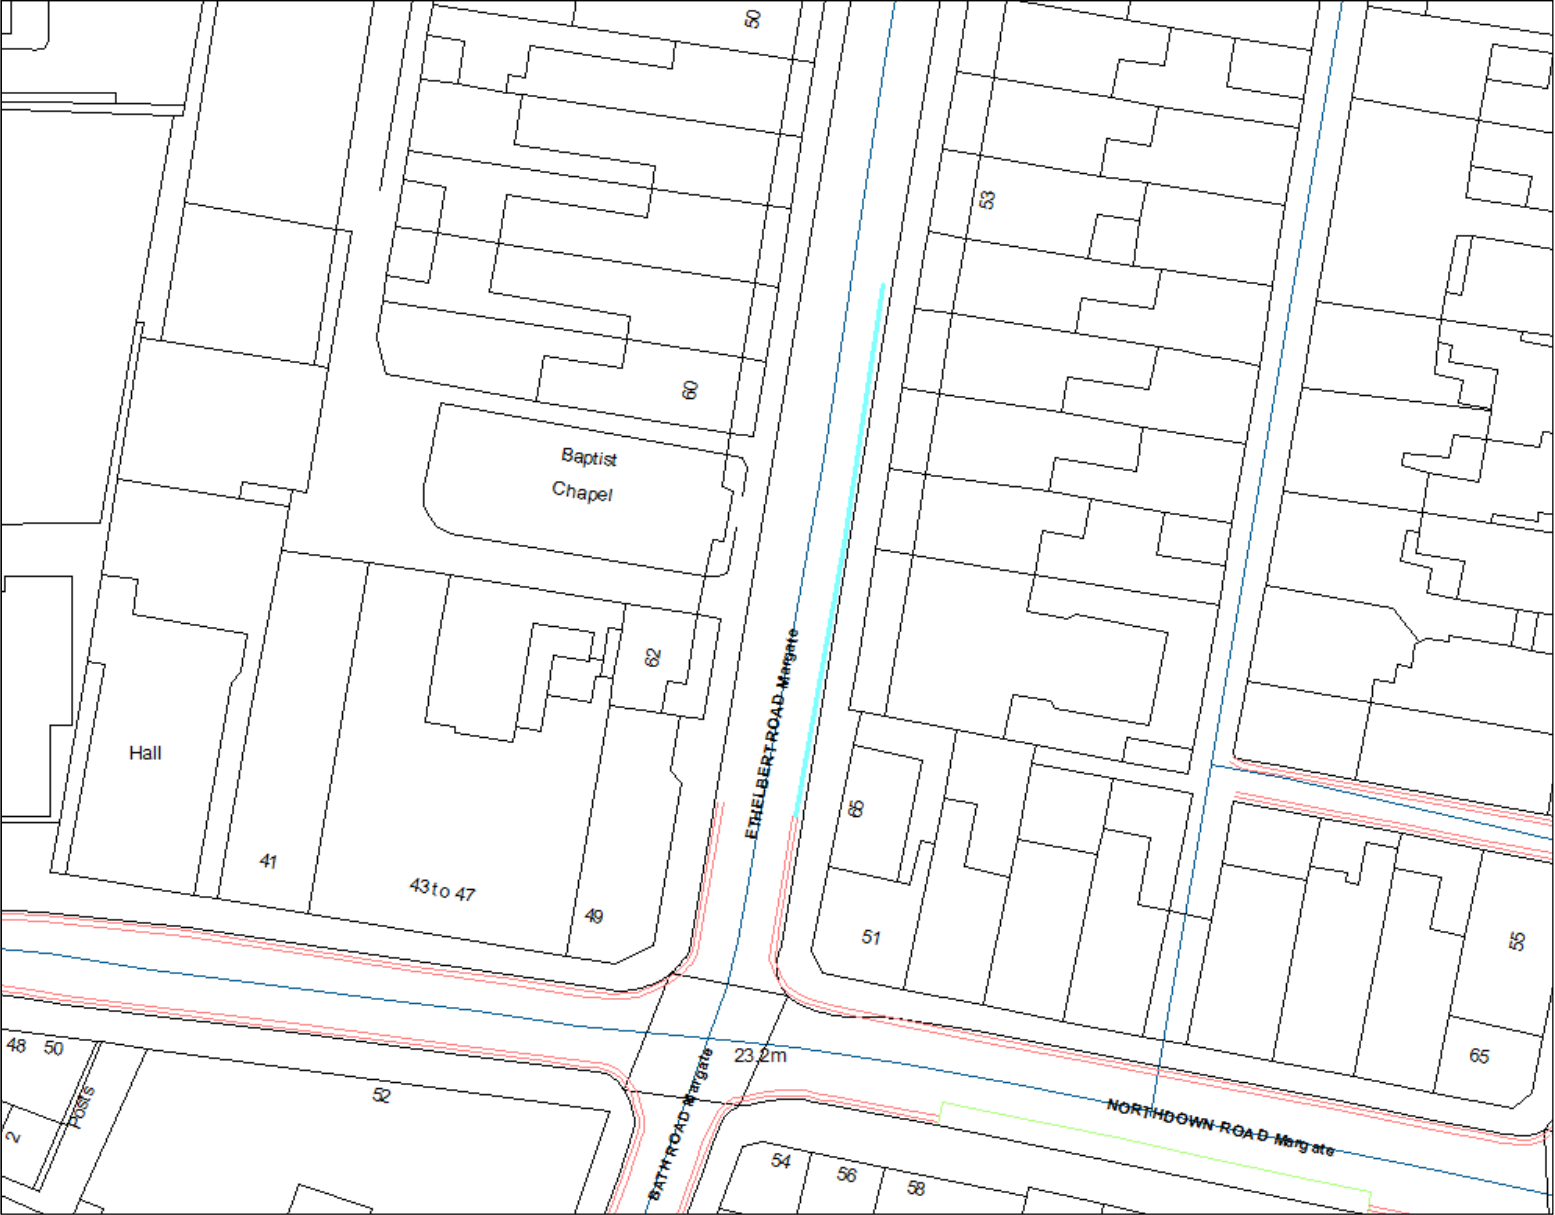 50
53
60
Baptist
Chapel
62
ETHELBERT ROAD Margate
Hall
66
41
43 to 47
49
51
55
48
50
23.2m
65
Posts
52
2
BATH ROAD Margate
NORTHDOWN ROAD Margate
54
56
58